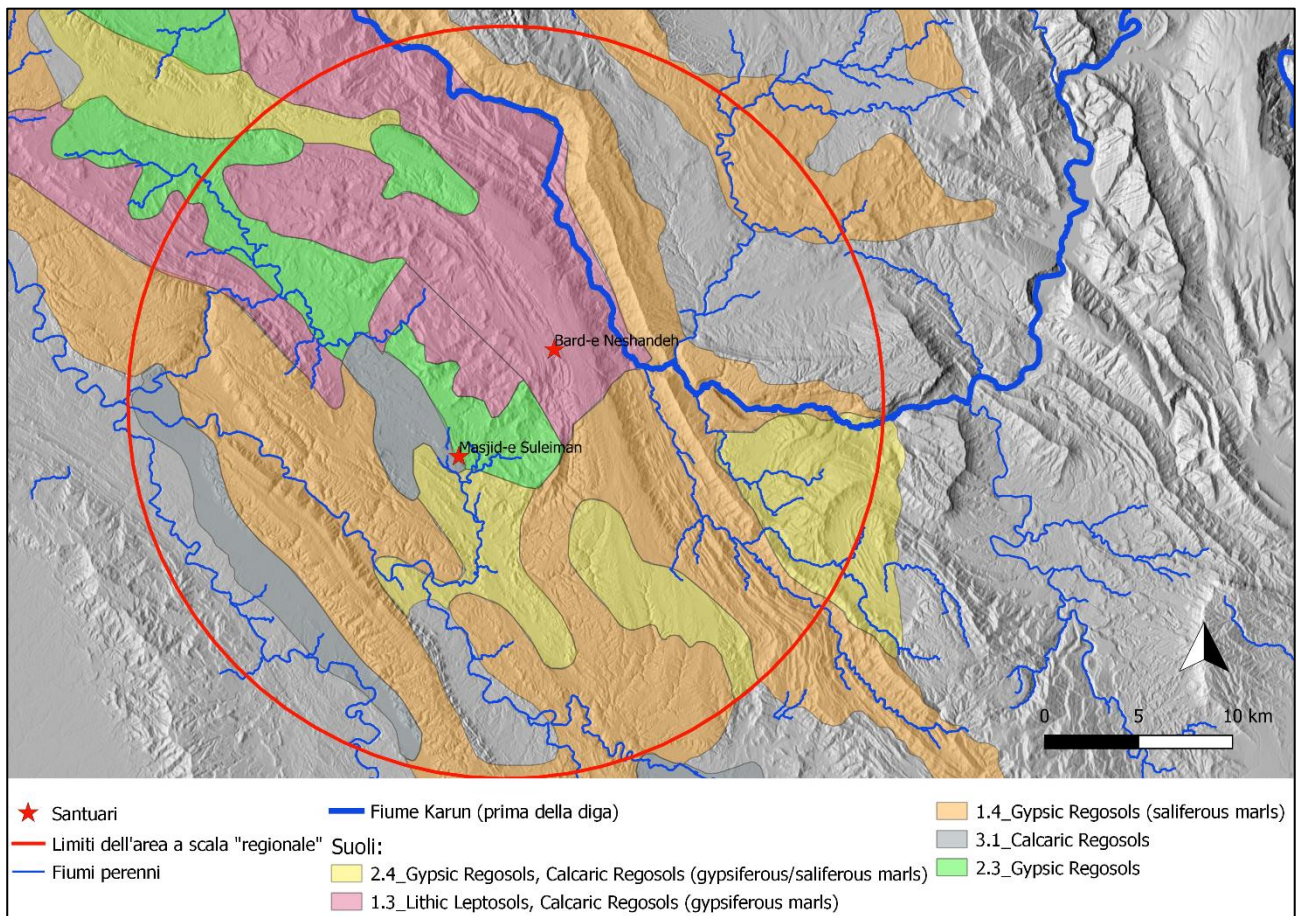 Bard-e Neshandeh
Masjid-e Suleiman
0 5 10 km
Santuari
Limiti dell'area a scala "regionale"
Fiumi perenni
Fiume Karun (prima della diga)
Suoli:
2.4_Gypsic Regosols, Calcaric Regosols (gypsiferous/saliferous marls)
1.3_Lithic Leptosols, Calcaric Regosols (gypsiferous marls)
1.4_Gypsic Regosols (saliferous marls)
3.1_Calcaric Regosols
2.3_Gypsic Regosols